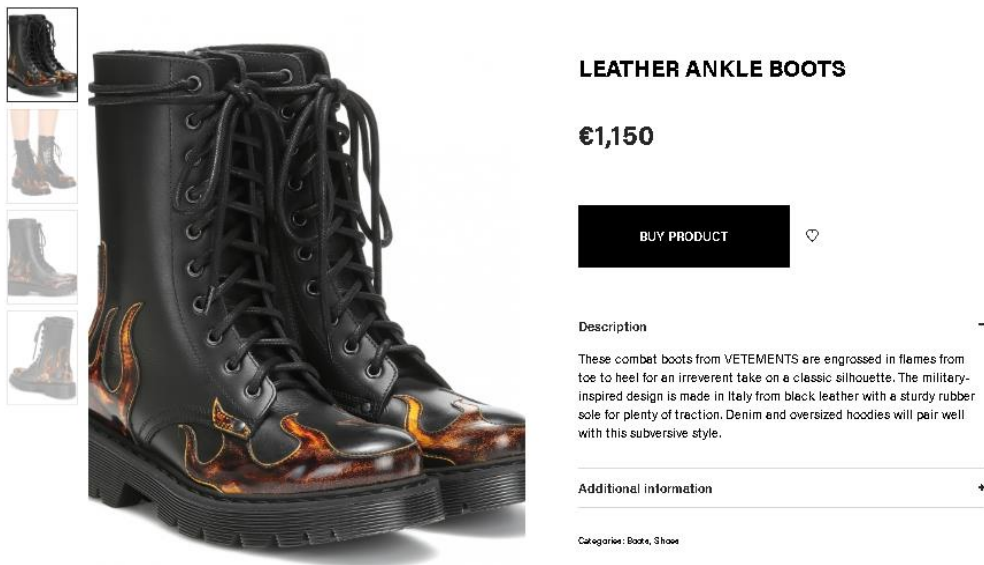 LEATHER ANKLE BOOTS
€1,150
BUY PRODUCT
Description
These combat boots from VETEMENTS are engrossed in flames from
toe to heel for an irreverent take on a classic silhouette. The military-
inspired design is made in Italy from black leather with a sturdy rubber
sole for plenty of traction. Denim and oversized hoodies will pair well
with this subversive style.
Additional information
Categories: Boots, Shoes